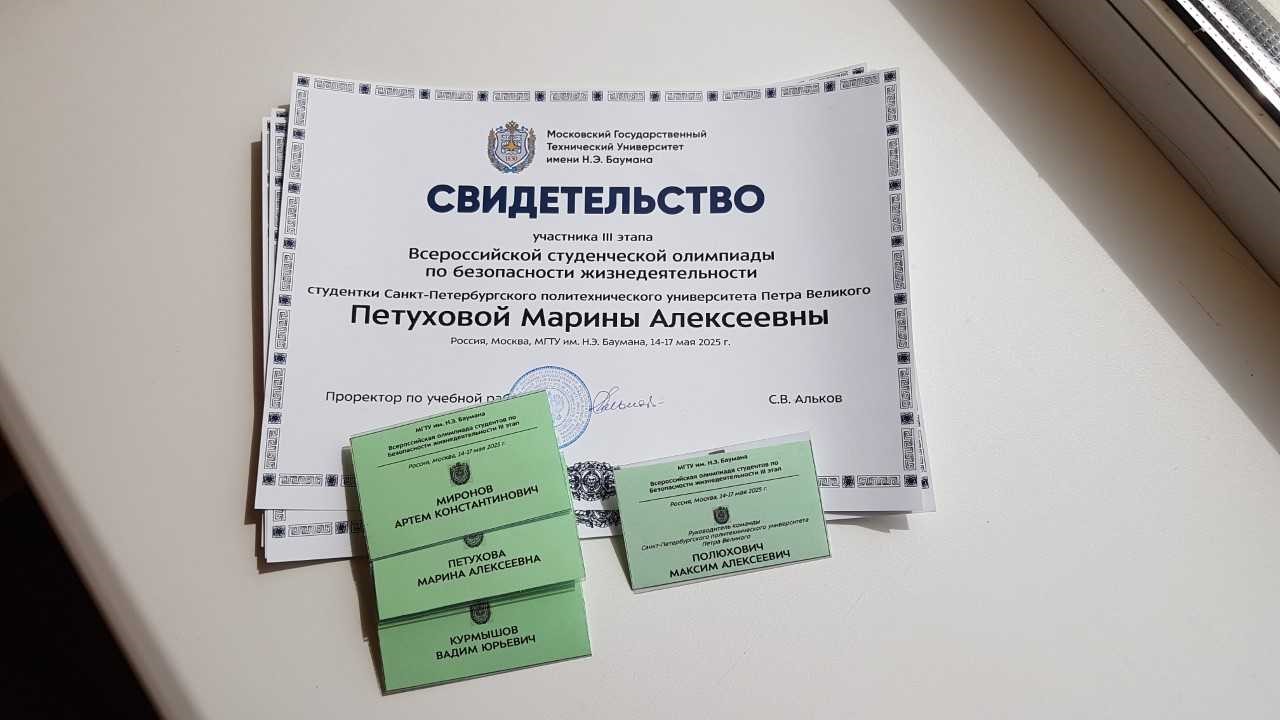 Московский Государственный
Технический Университет
имени Н.Э. Баумана
СВИДЕТЕЛЬСТВО
участника III этапа
Всероссийской студенческой олимпиады
по безопасности жизнедеятельности
студентки Санкт-Петербургского политехнического университета Петра Великого
Петуховой Марины Алексеевны
Россия, Москва, МГТУ им. Н.Э. Баумана, 14-17 мая 2025 г.
Проректор по учебной
С.В. Альков
МГТУ им. Н.Э. Баумана
Всероссийская олимпиада студентов по
Безопасности жизнедеятельности III этап
Россия, Москва, 14-17 мая 2025 г.
МИРОНОВ
АРТЕМ КОНСТАНТИНОВИЧ
ПЕТУХОВА
МАРИНА АЛЕКСЕЕВНА
КУРМЫШОВ
ВАДИМ ЮРЬЕВИЧ
МГТУ им. Н.Э. Баумана
Всероссийская олимпиада студентов по
Безопасности жизнедеятельности III этап
Россия, Москва, 14-17 мая 2025 г.
Руководитель команды
Санкт-Петербургского политехнического университета
Петра Великого
ПОЛЮХОВИЧ
МАКСИМ АЛЕКСЕЕВИЧ